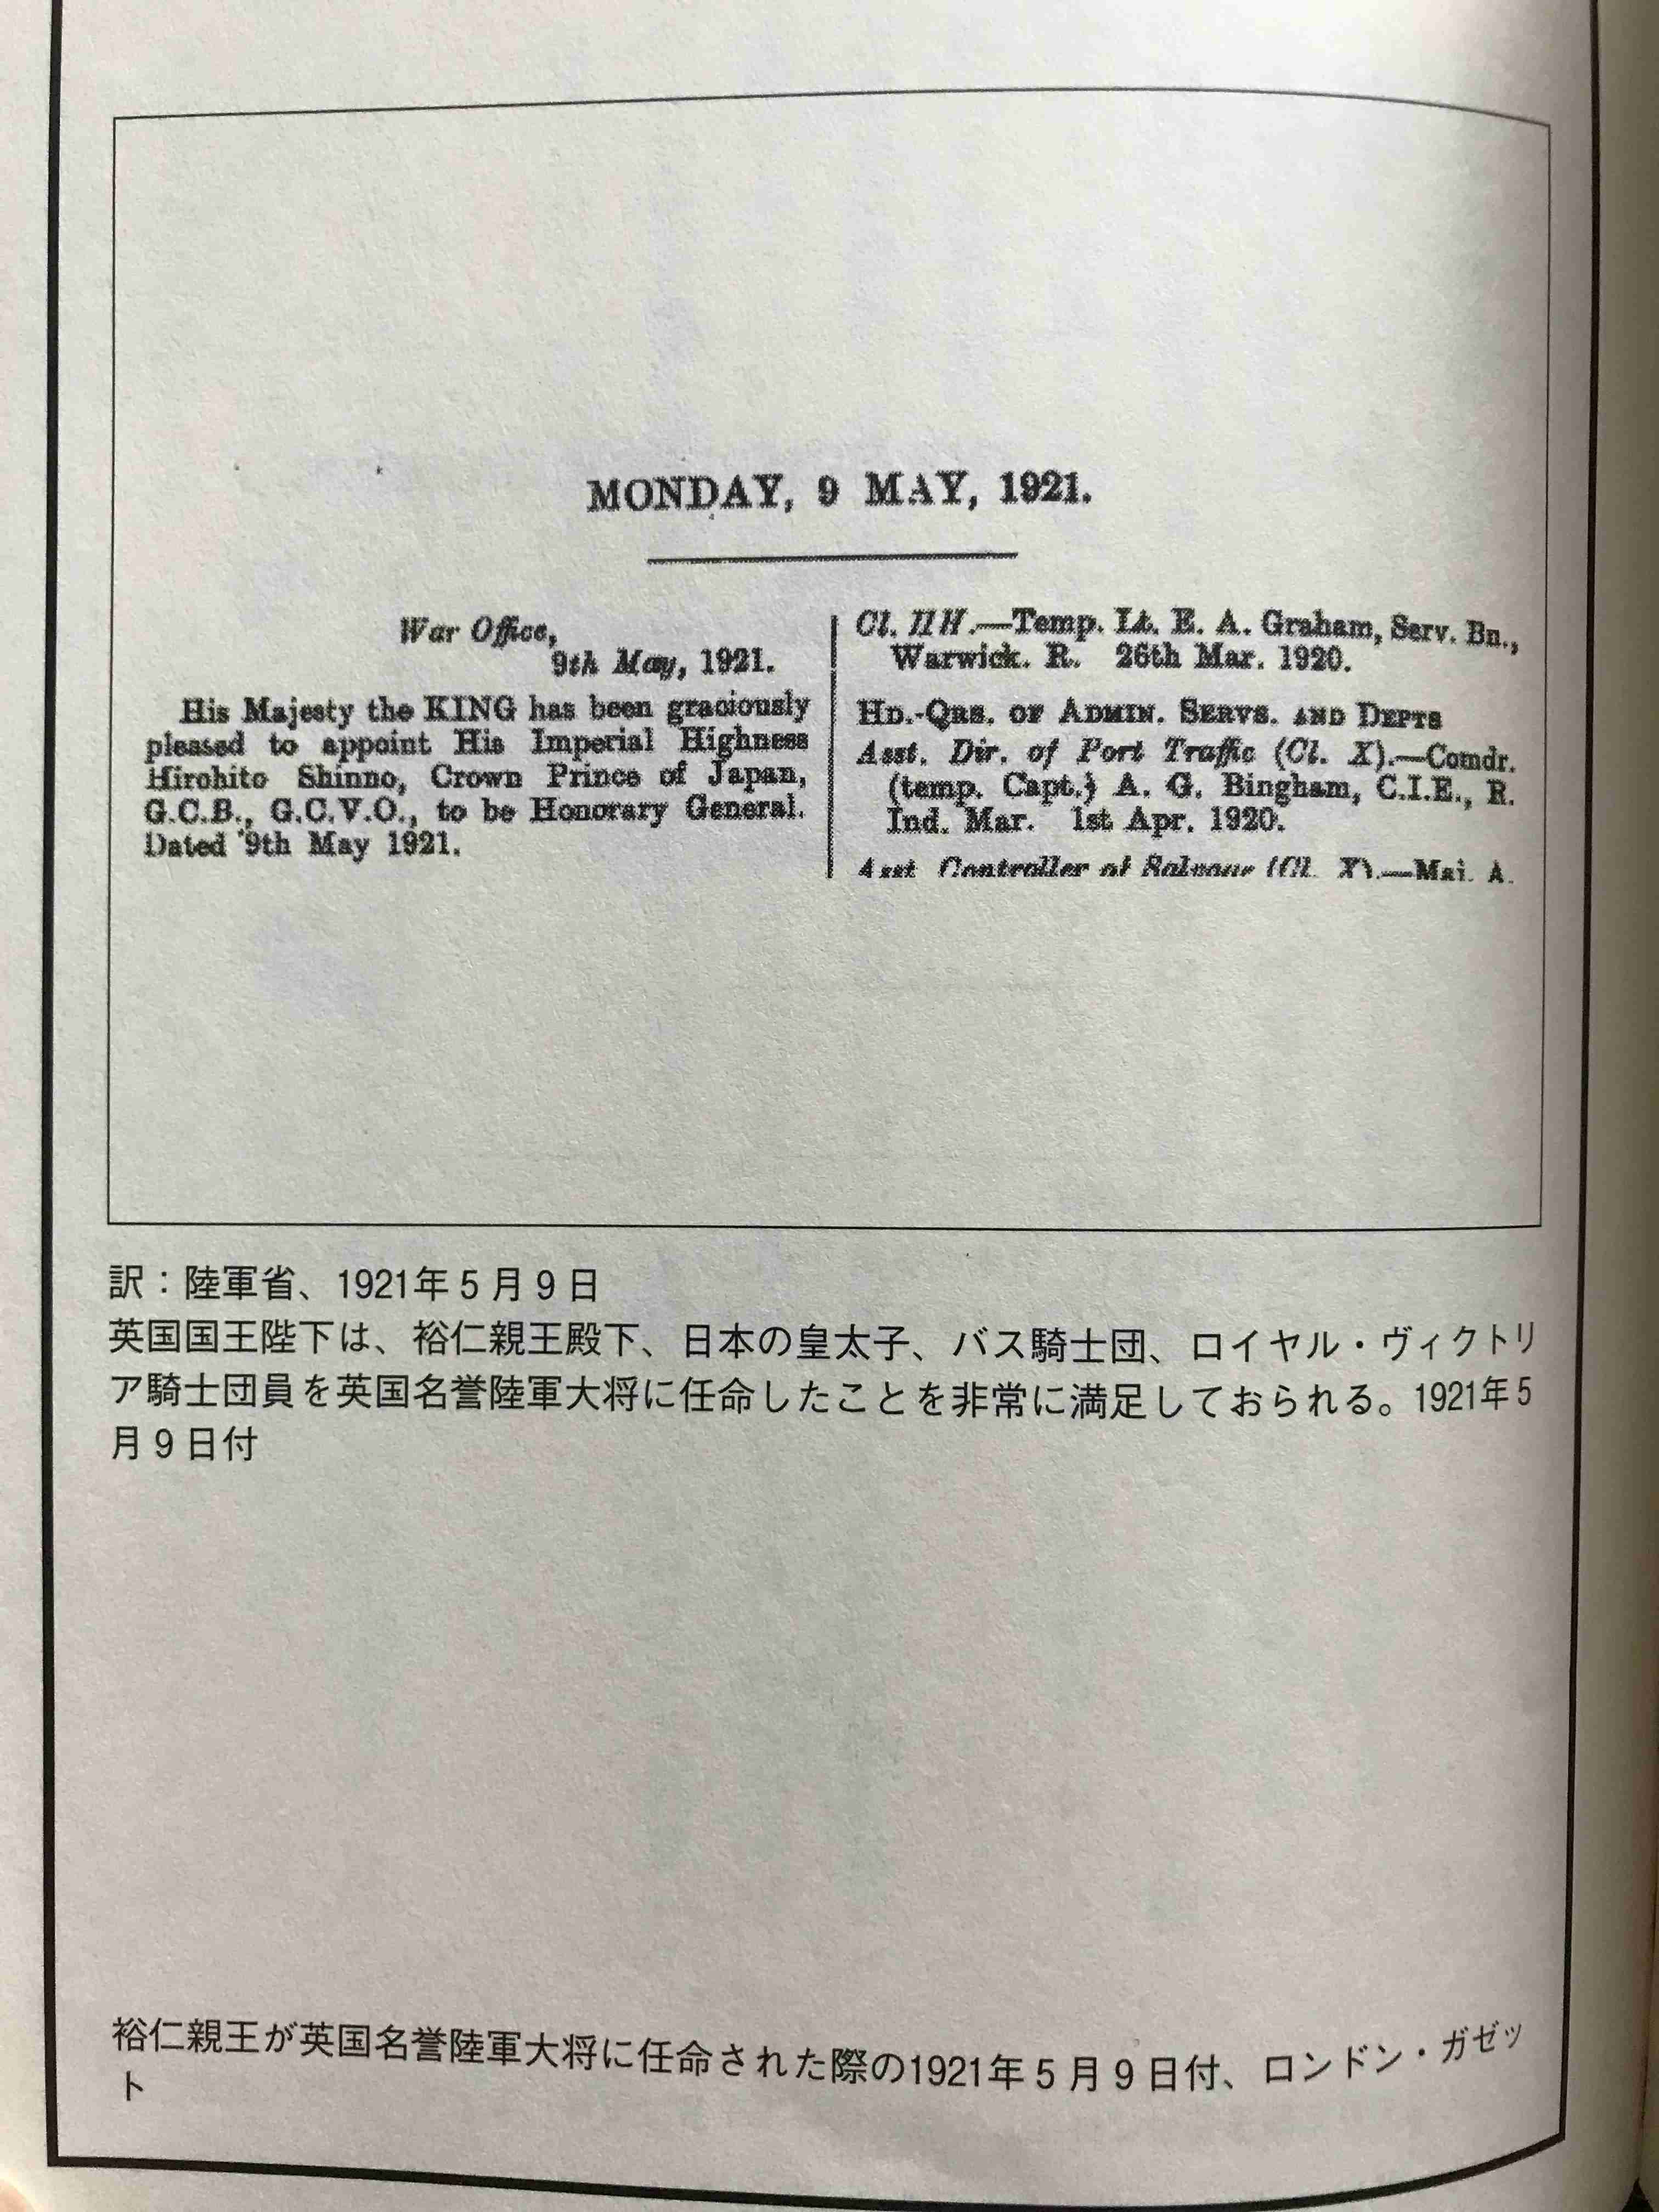 MONDAY, 9 MAY, 1921.
War Office,
9th May, 1921.
His Majesty the KING has been graciously
pleased to appoint His Imperial Highness
Hirohito Shinno, Crown Prince of Japan,
G.C.B., G.C.V.O., to be Honorary General.
Dated 9th May 1921.
Cl. II H.—Temp. Lt. E. A. Graham, Serv. Bn.,
Warwick. R. 26th Mar. 1920.
HD.-QRS. OF ADMIN. SERVS. AND DEPTS
Asst. Dir. of Port Traffic (Cl. X).—Comdr.
(temp. Capt.) A. G. Bingham, C.I.E., R.
Ind. Mar. 1st Apr. 1920.
Asst. Controller of Salvage (Cl. X).—Maj. A.
訳：陸軍省、1921年5月9日
英国国王陛下は、裕仁親王殿下、日本の皇太子、バス騎士団、ロイヤル・ヴィクトリ
ア騎士団員を英国名誉陸軍大将に任命したことを非常に満足しておられる。1921年5
月9日付
裕仁親王が英国名誉陸軍大将に任命された際の1921年5月9日付、ロンドン・ガゼッ
ト